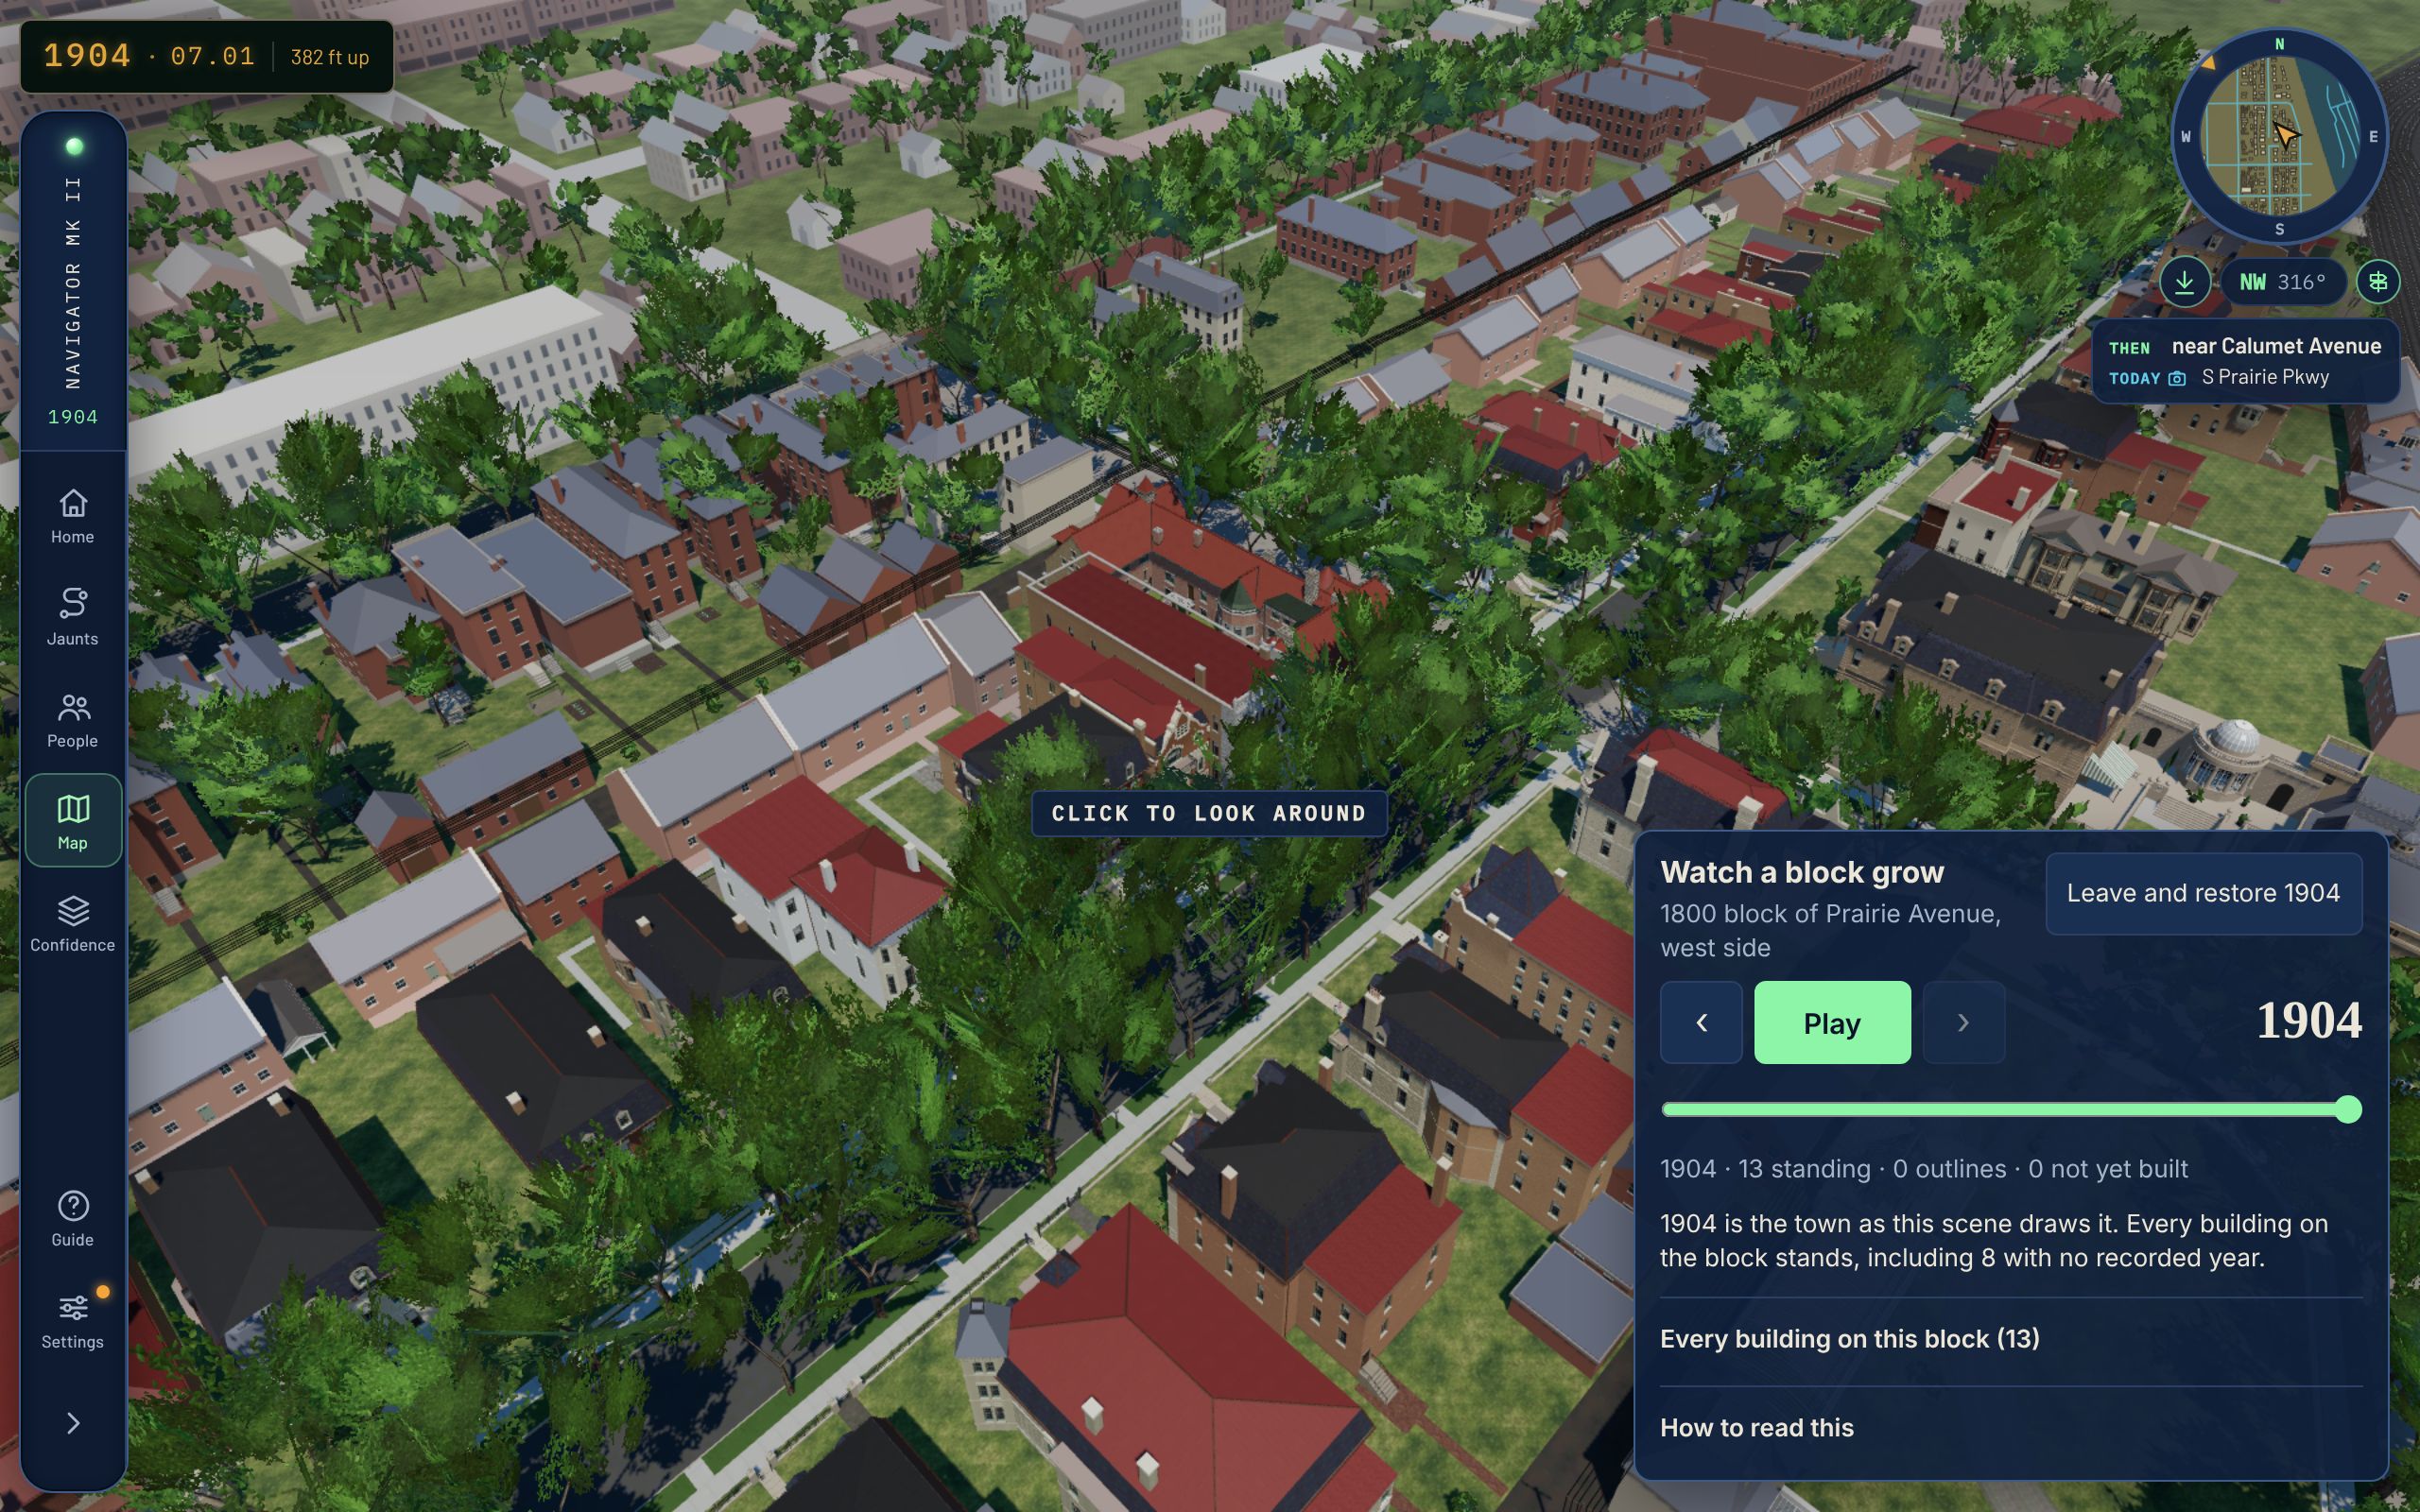 1904 · 07.01 382 ft up
NAVIGATOR MK II
1904
Home
Jaunts
People
Map
Confidence
Guide
Settings
N
W
E
S
NW 316°
THEN near Calumet Avenue
TODAY S Prairie Pkwy
CLICK TO LOOK AROUND
Watch a block grow
1800 block of Prairie Avenue,
west side
Leave and restore 1904
‹ Play ›
1904
1904 · 13 standing · 0 outlines · 0 not yet built
1904 is the town as this scene draws it. Every building on
the block stands, including 8 with no recorded year.
Every building on this block (13)
How to read this